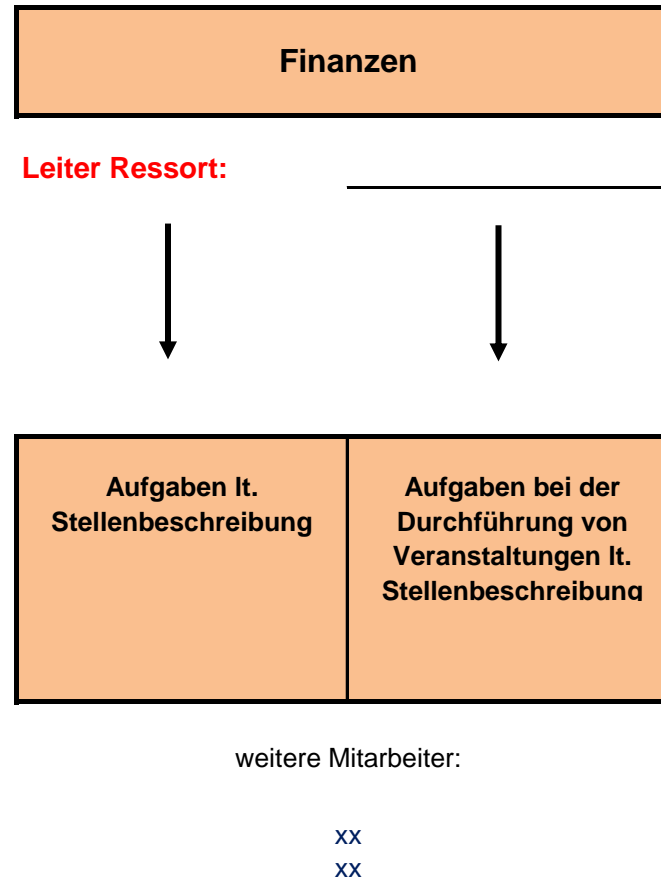 Finanzen
Leiter Ressort:
Aufgaben lt.
Stellenbeschreibung
Aufgaben bei der
Durchführung von
Veranstaltungen lt.
Stellenbeschreibung
weitere Mitarbeiter:
xx
xx